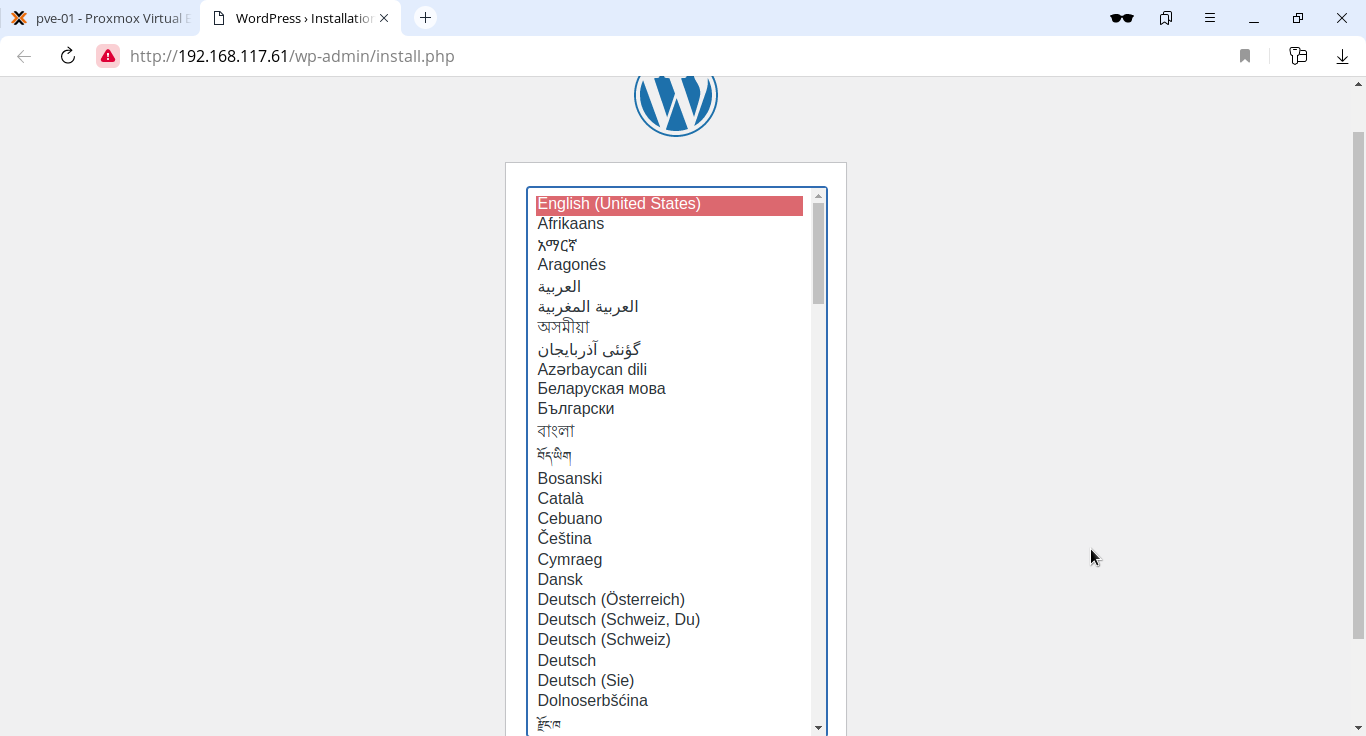 pve-01 - Proxmox Virtual E
WordPress › Installation
http://192.168.117.61/wp-admin/install.php
English (United States)
Afrikaans
አማርኛ
Aragonés
العربية
العربية المغربية
অসমীয়া
گؤنئی آذربایجان
Azərbaycan dili
Беларуская мова
Български
বাংলা
བོད་ཡིག
Bosanski
Català
Cebuano
Čeština
Cymraeg
Dansk
Deutsch (Österreich)
Deutsch (Schweiz, Du)
Deutsch (Schweiz)
Deutsch
Deutsch (Sie)
Dolnoserbšćina
རྫོང་ཁ